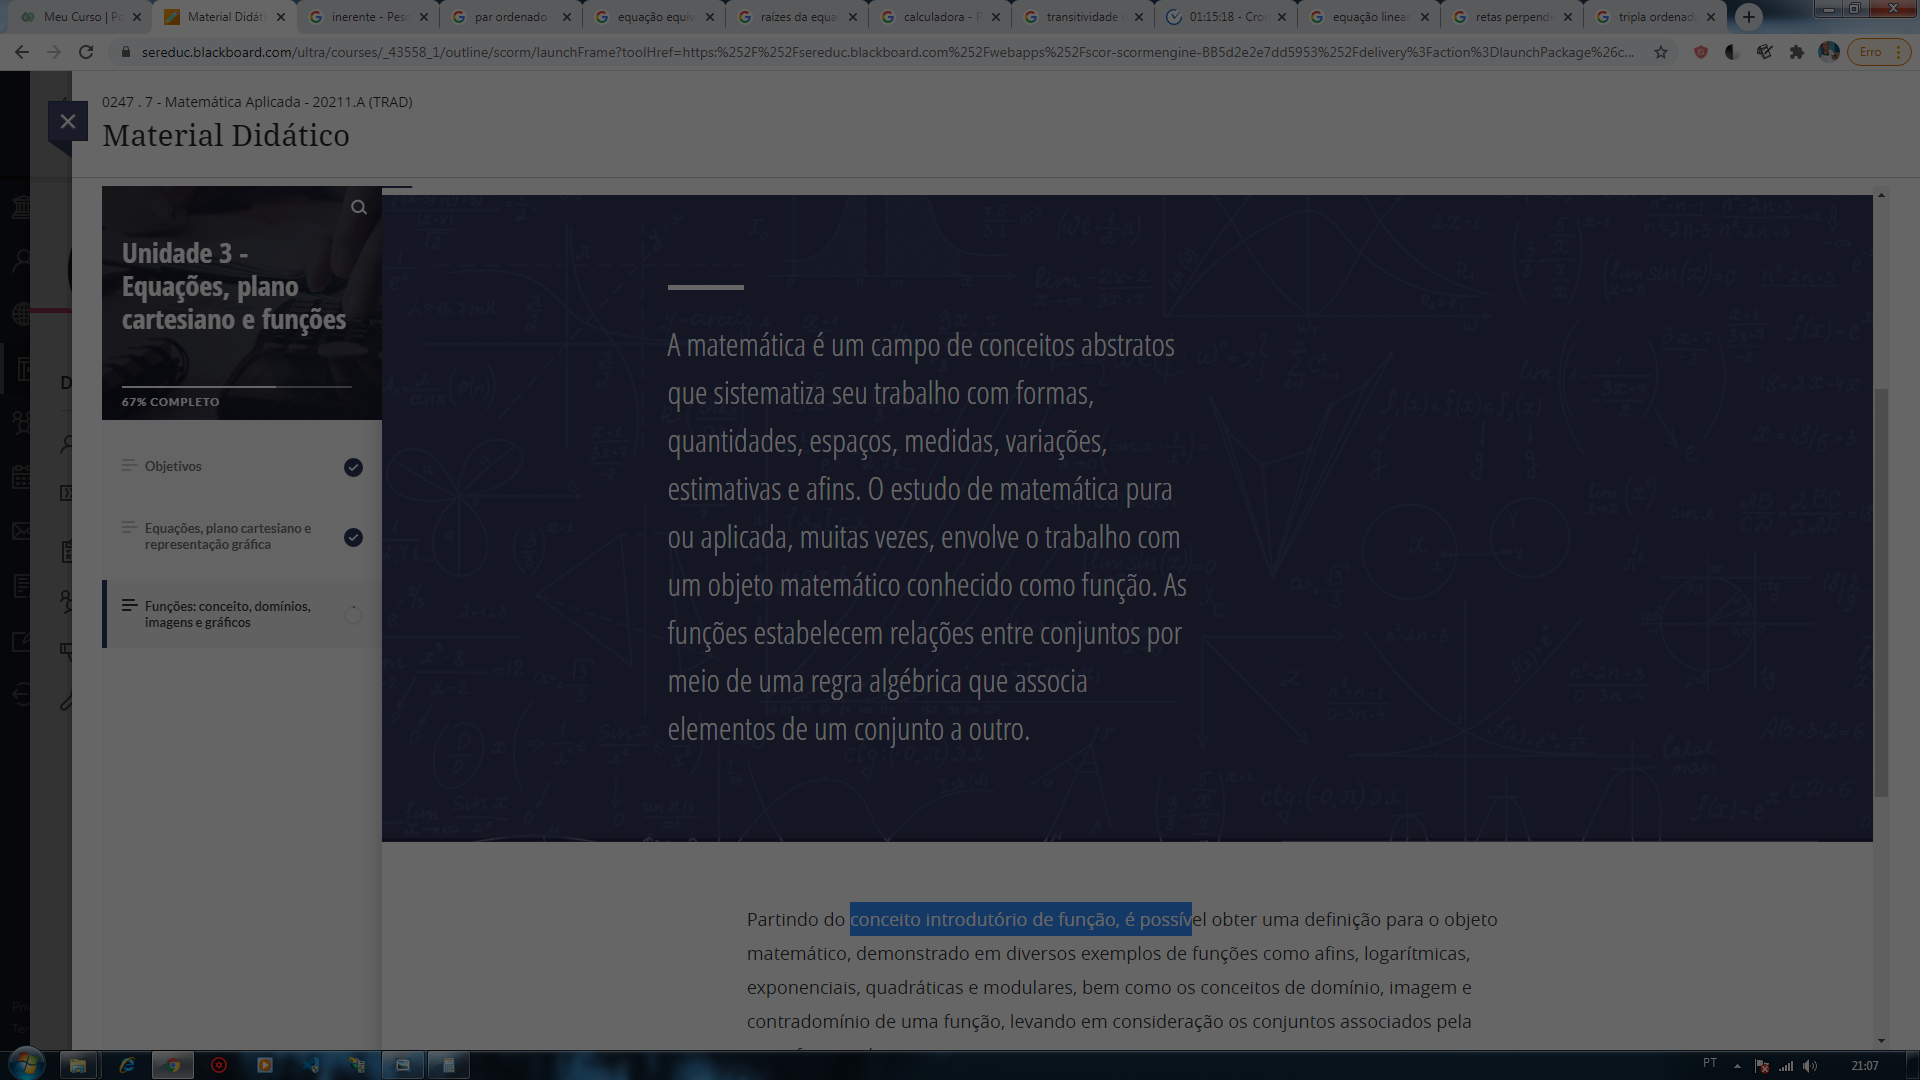 Meu Curso | Po
Material Didáti
inerente - Pesq
par ordenado
equação equiv
raízes da equa
calculadora - P
transitividade d
01:15:18 - Cron
equação linear
retas perpendi
tripla ordenada
sereduc.blackboard.com/ultra/courses/_43558_1/outline/scorm/launchFrame?toolHref=https:%252F%252Fsereduc.blackboard.com%252Fwebapps%252Fscor-scormengine-BB5d2e2e7dd5953%252Fdelivery%3Faction%3DlaunchPackage%26c...
Erro
0247 . 7 - Matemática Aplicada - 20211.A (TRAD)
Material Didático
Unidade 3 -
Equações, plano
cartesiano e funções
67% COMPLETO
Objetivos
Equações, plano cartesiano e
representação gráfica
Funções: conceito, domínios,
imagens e gráficos
A matemática é um campo de conceitos abstratos
que sistematiza seu trabalho com formas,
quantidades, espaços, medidas, variações,
estimativas e afins. O estudo de matemática pura
ou aplicada, muitas vezes, envolve o trabalho com
um objeto matemático conhecido como função. As
funções estabelecem relações entre conjuntos por
meio de uma regra algébrica que associa
elementos de um conjunto a outro.
Partindo do conceito introdutório de função, é possível obter uma definição para o objeto
matemático, demonstrado em diversos exemplos de funções como afins, logarítmicas,
exponenciais, quadráticas e modulares, bem como os conceitos de domínio, imagem e
contradomínio de uma função, levando em consideração os conjuntos associados pela
PT
21:07